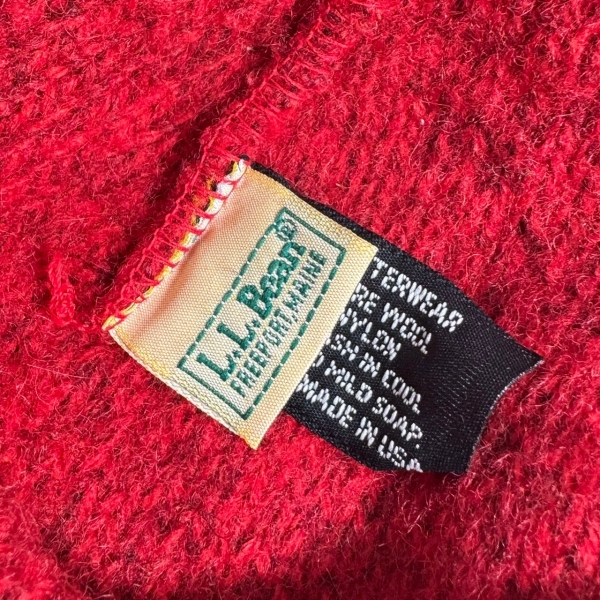 L.L.Bean®
FREEPORT, MAINE
TERWEAR
RE WOOL
NYLON
SH IN COOL
MILD SOAP.
MADE IN USA